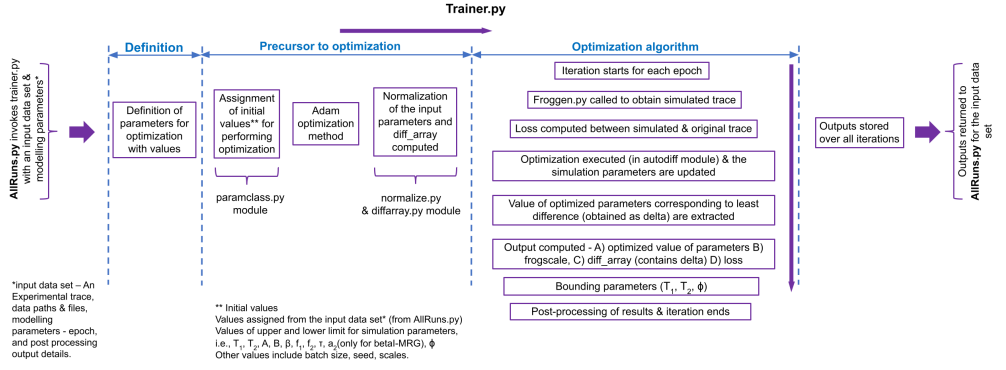 Trainer.py
Definition
Precursor to optimization
Optimization algorithm
AllRuns.py invokes trainer.py
with an input data set &
modelling parameters*
Definition of
parameters for
optimization
with values
Assignment
of initial
values** for
performing
optimization
paramclass.py
module
Adam
optimization
method
Normalization
of the input
parameters and
diff_array
computed
normalize.py
& diffarray.py module
Iteration starts for each epoch
Froggen.py called to obtain simulated trace
Loss computed between simulated & original trace
Optimization executed (in autodiff module) & the
simulation parameters are updated
Value of optimized parameters corresponding to least
difference (obtained as delta) are extracted
Output computed - A) optimized value of parameters B)
frogscale, C) diff_array (contains delta) D) loss
Bounding parameters (T₁, T₂, ϕ)
Post-processing of results & iteration ends
Outputs stored
over all iterations
Outputs returned to
AllRuns.py for the input data
set
*input data set – An
Experimental trace,
data paths & files,
modelling
parameters - epoch,
and post processing
output details.
** Initial values
Values assigned from the input data set* (from AllRuns.py)
Values of upper and lower limit for simulation parameters,
i.e., T₁, T₂, A, B, β, f₁, f₂, τ, a₂(only for betaI-MRG), ϕ
Other values include batch size, seed, scales.